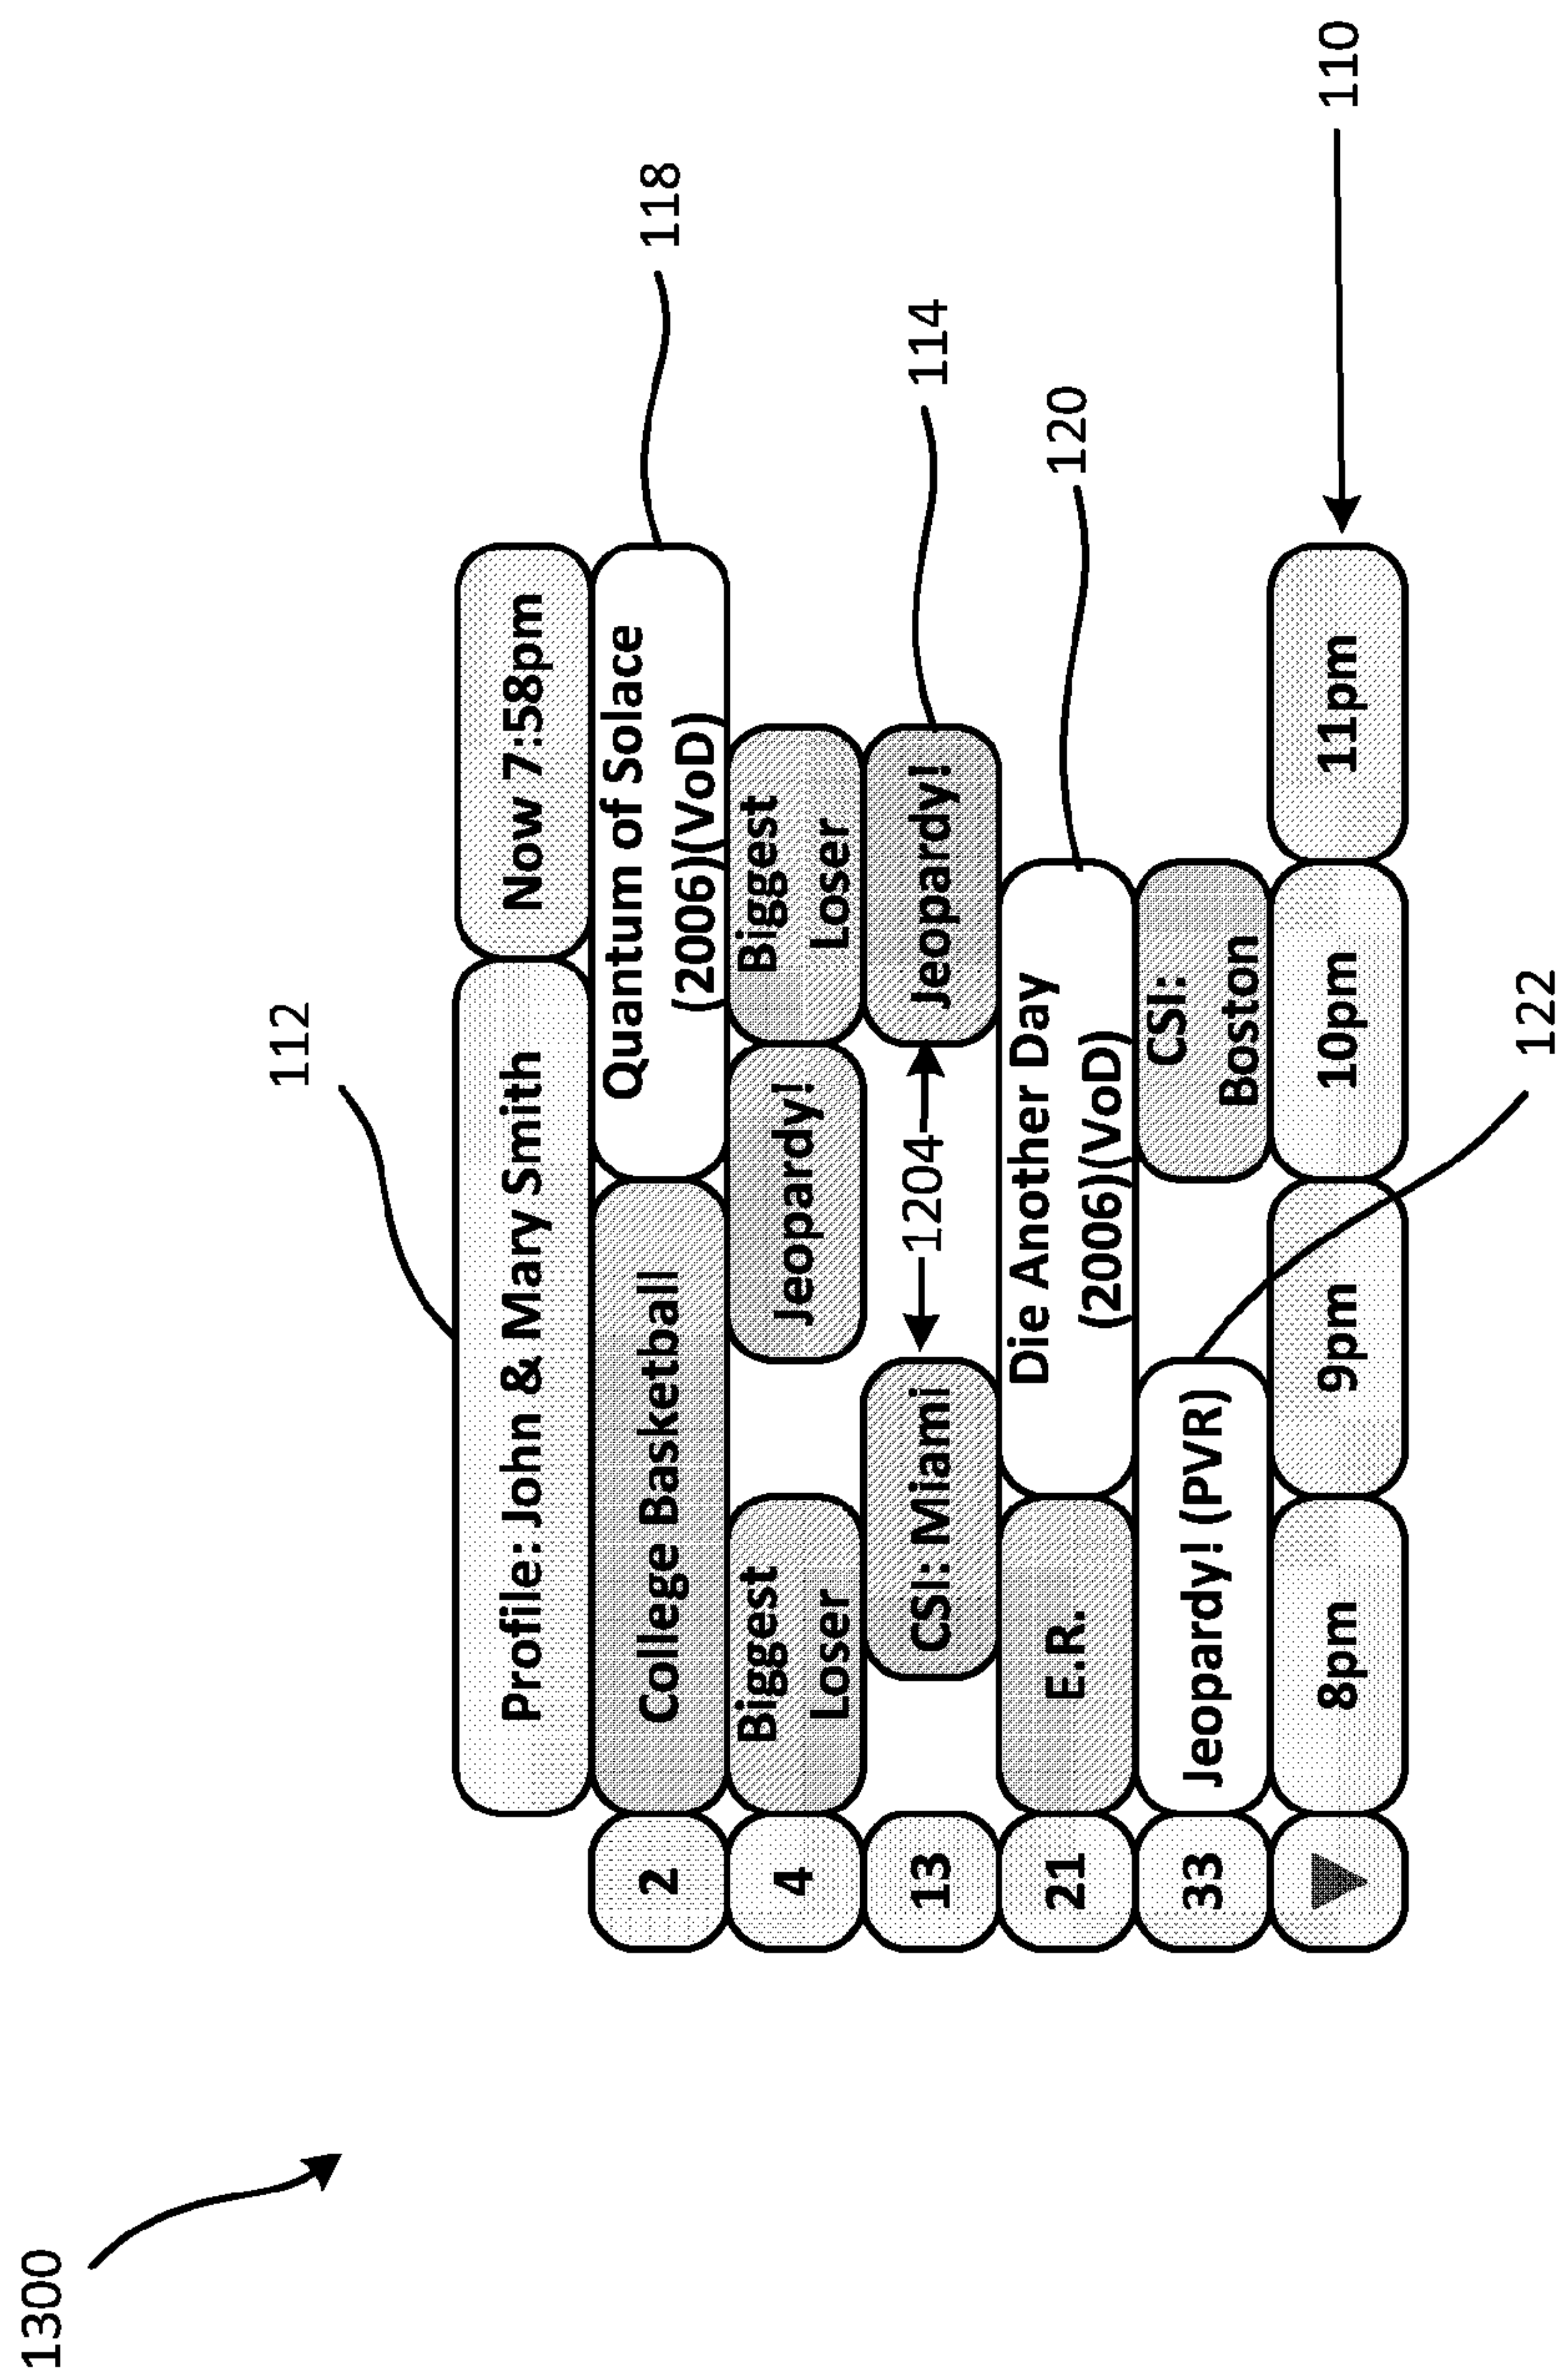 1300
112
Profile: John & Mary Smith
Now 7:58pm
2
College Basketball
Quantum of Solace
(2006)(VoD)
118
4
Biggest
Loser
Jeopardy!
Biggest
Loser
13
CSI: Miami
1204
Jeopardy!
114
21
E.R.
Die Another Day
(2006)(VoD)
120
33
Jeopardy! (PVR)
CSI:
Boston
8pm
9pm
10pm
11pm
110
122